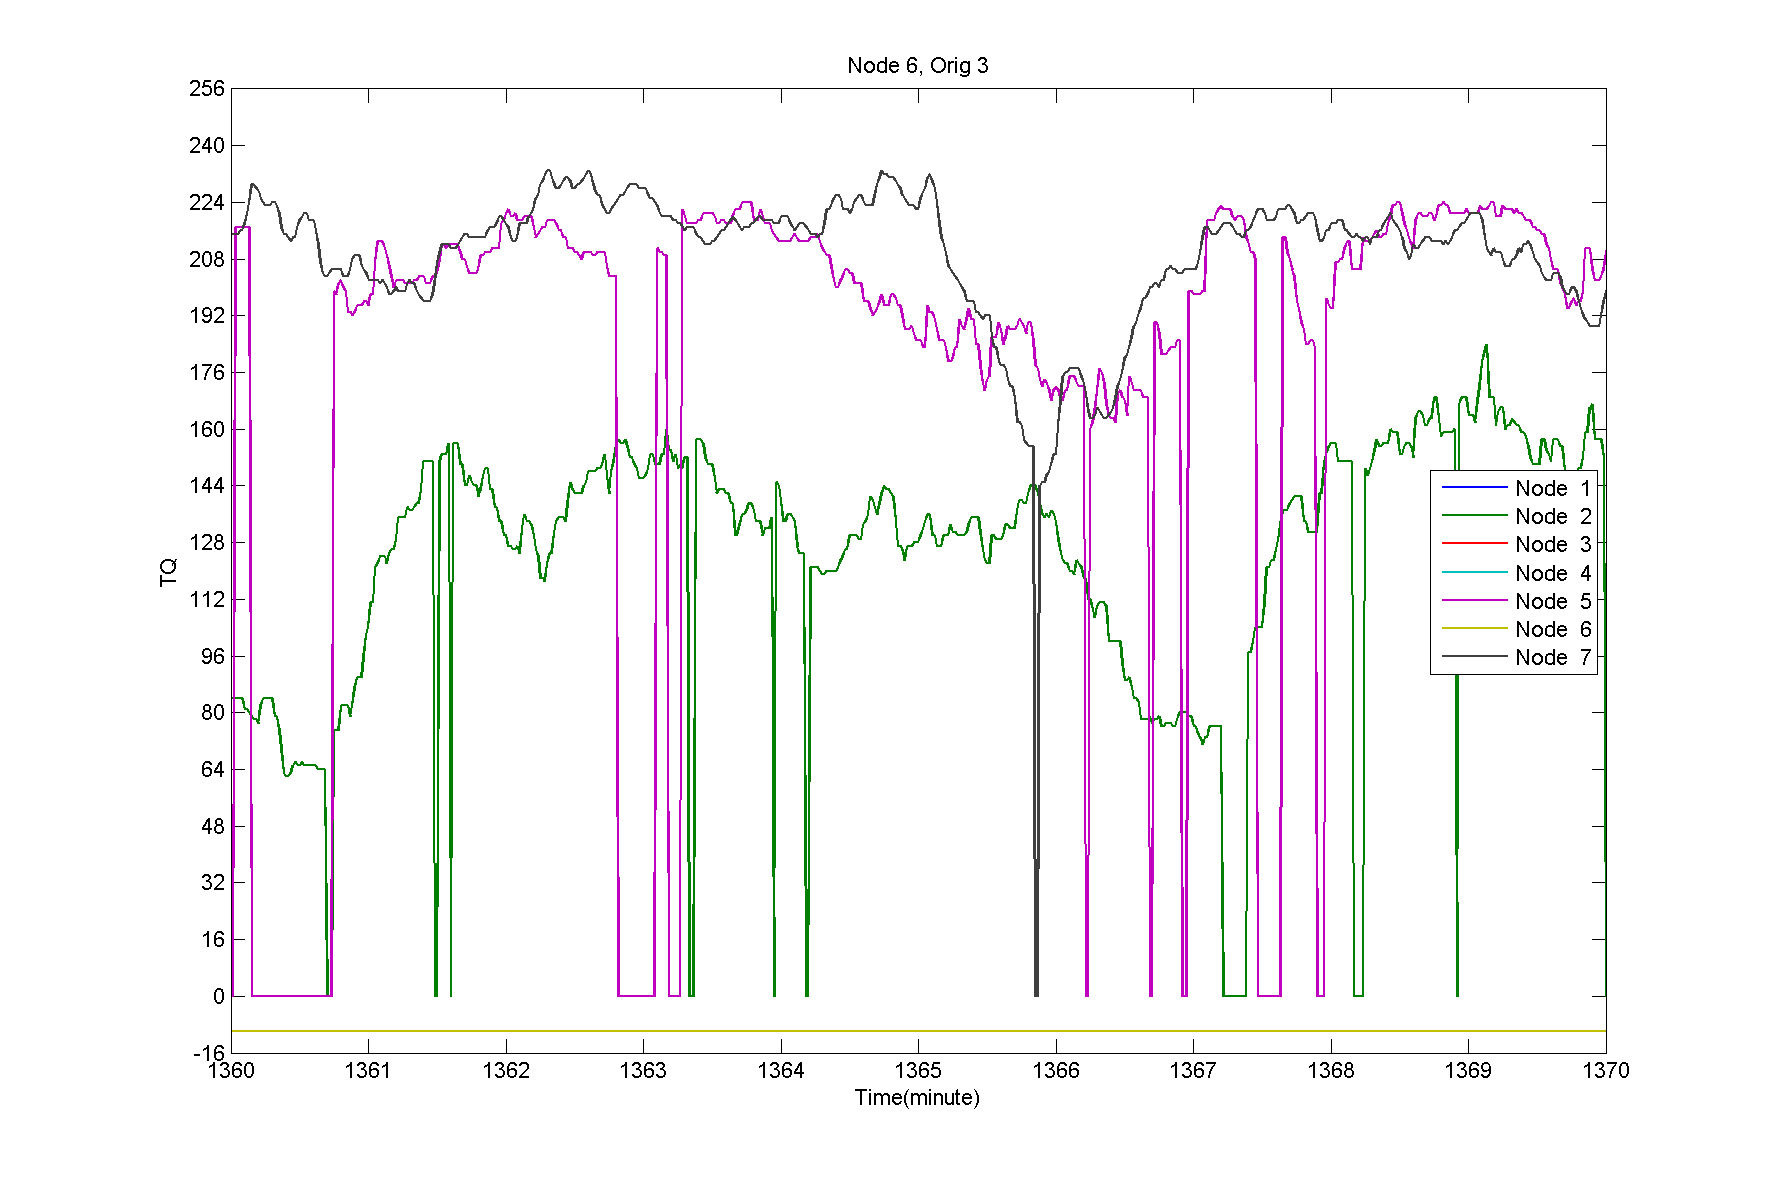 Node 6, Orig 3
256
240
224
208
192
176
160
144
128
112
96
80
64
48
32
16
0
-16
TQ
1360 1361 1362 1363 1364 1365 1366 1367 1368 1369 1370
Time(minute)
Node 1
Node 2
Node 3
Node 4
Node 5
Node 6
Node 7